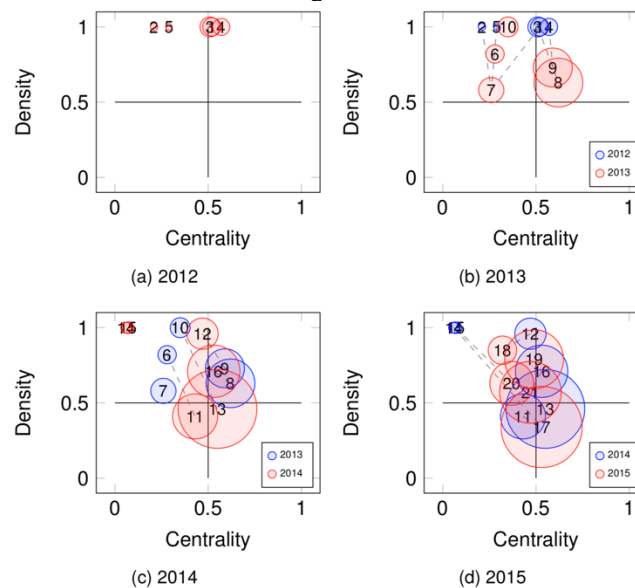 1
2 5 3 4
Density
0.5
0
0 0.5 1
Centrality
(a) 2012
1
2 5 10 3 4
6
9
7 8
Density
0.5
0
2012
2013
0 0.5 1
Centrality
(b) 2013
1
15 10 12
6
16 9
7 8
Density
0.5
11 13
0
2013
2014
0 0.5 1
Centrality
(c) 2014
1
15 12
18
19
20 16
21
Density
0.5
11 13
17
0
2014
2015
0 0.5 1
Centrality
(d) 2015